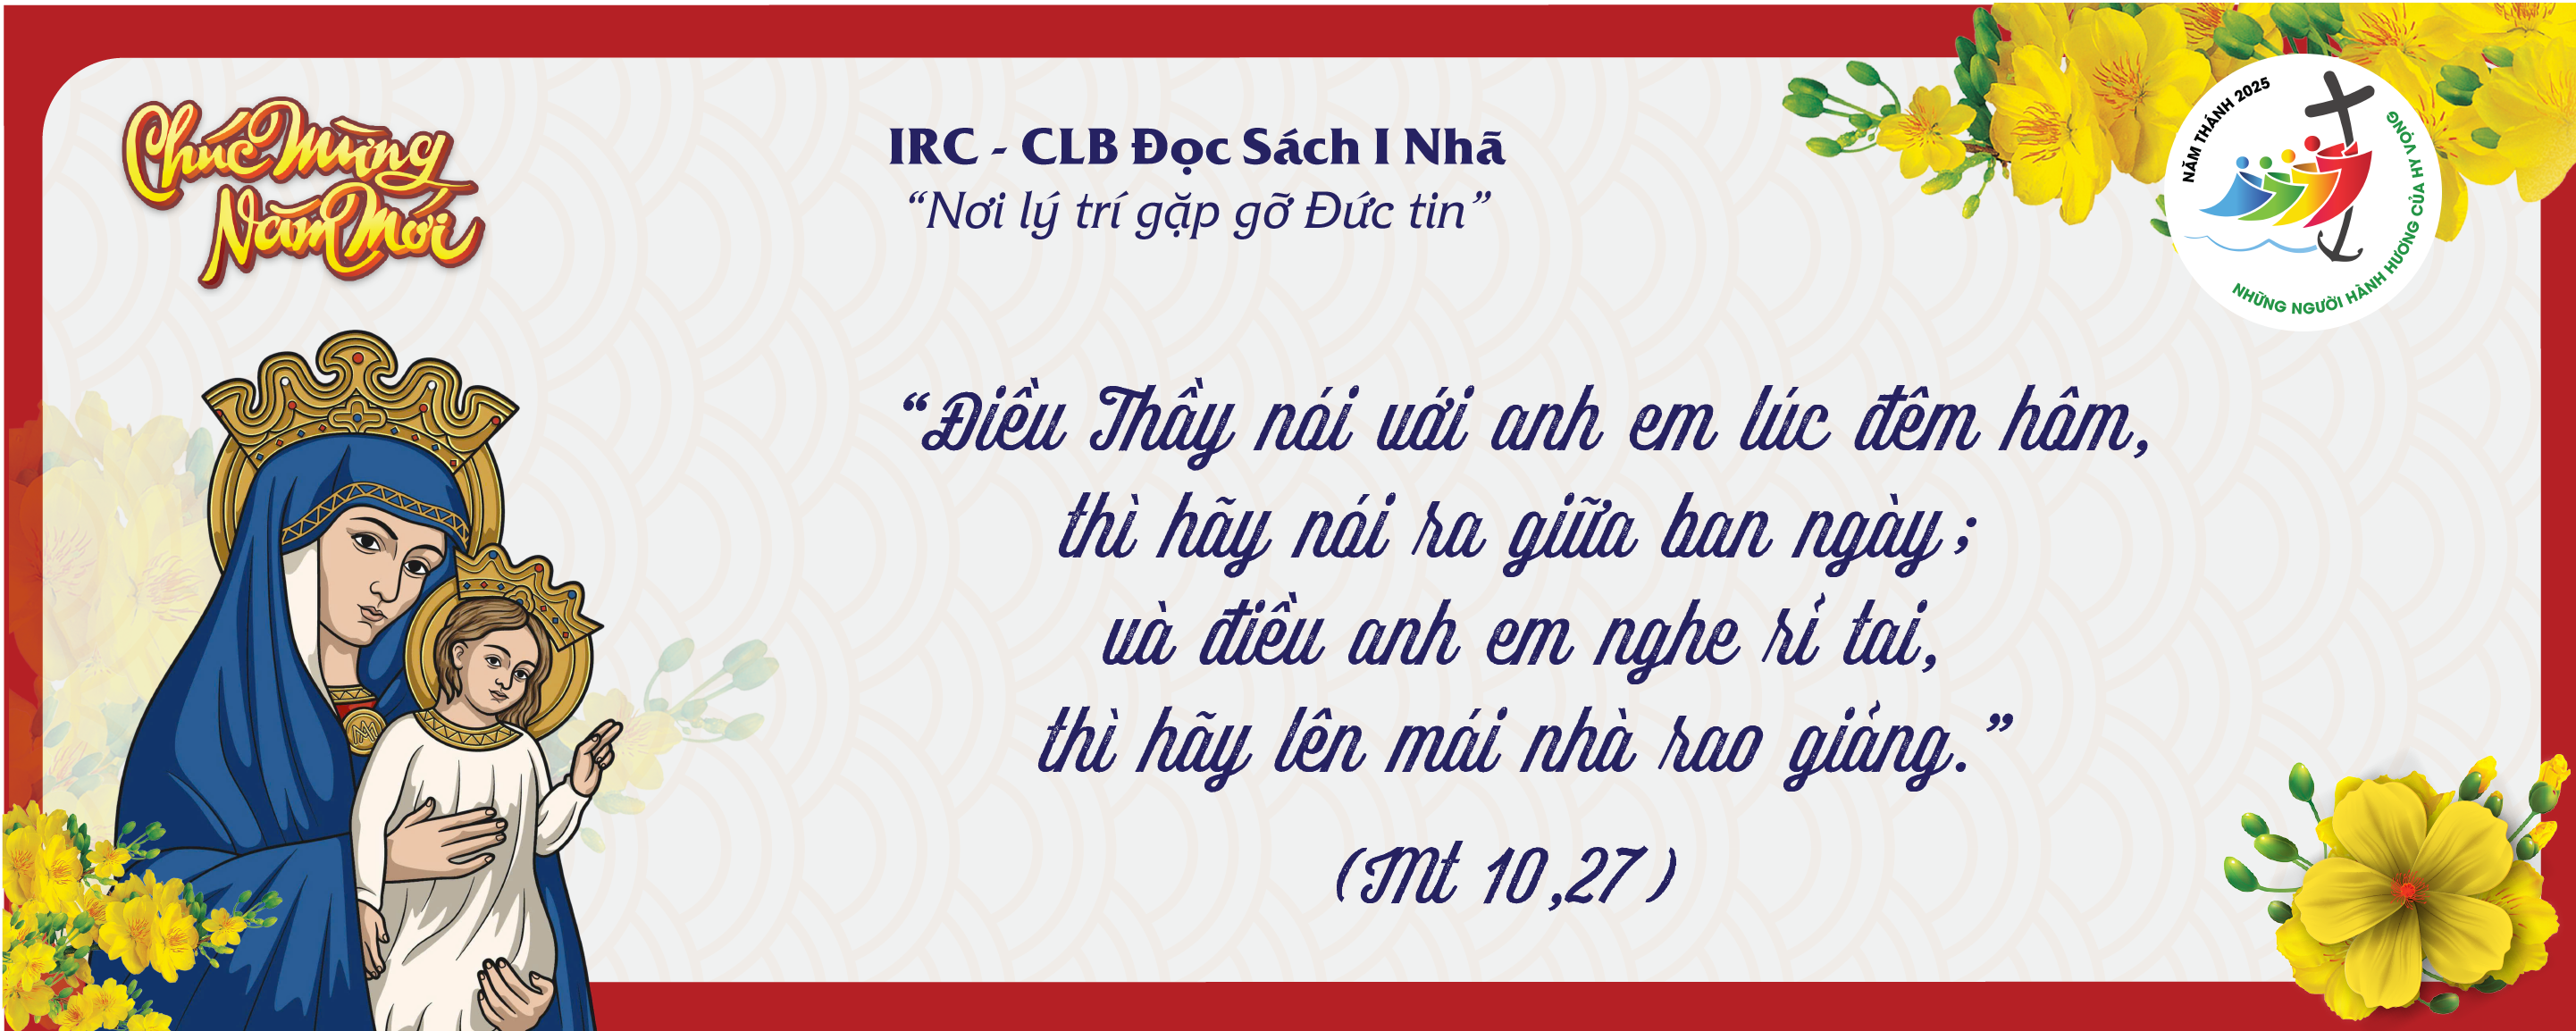 Chúc Mừng
Năm Mới
IRC - CLB Đọc Sách I Nhã
“Nơi lý trí gặp gỡ Đức tin”
NĂM THÁNH 2025
NHỮNG NGƯỜI HÀNH HƯƠNG CỦA HY VỌNG
“Điều Thầy nói với anh em lúc đêm hôm,
thì hãy nói ra giữa ban ngày;
và điều anh em nghe rỉ tai,
thì hãy lên mái nhà rao giảng.”
(Mt 10,27)